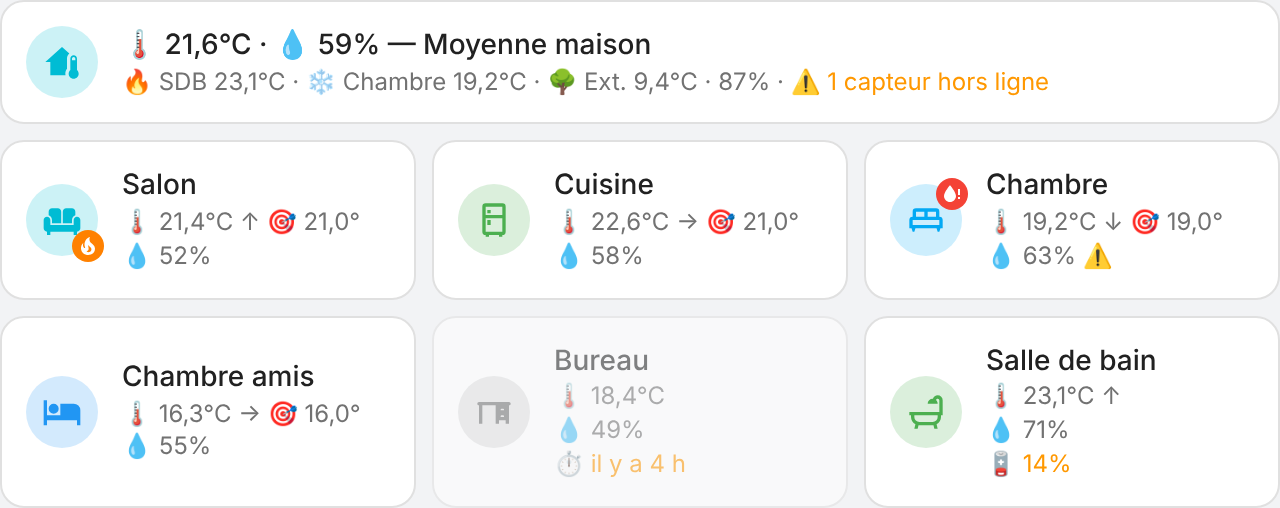 🌡️ 21,6°C · 💧 59% — Moyenne maison
🔥 SDB 23,1°C · ❄️ Chambre 19,2°C · 🌳 Ext. 9,4°C · 87% · ⚠️ 1 capteur hors ligne
Salon
🌡️ 21,4°C ↑ 🎯 21,0°
💧 52%
Cuisine
🌡️ 22,6°C → 🎯 21,0°
💧 58%
Chambre
🌡️ 19,2°C ↓ 🎯 19,0°
💧 63% ⚠️
Chambre amis
🌡️ 16,3°C → 🎯 16,0°
💧 55%
Bureau
🌡️ 18,4°C
💧 49%
⏱️ il y a 4 h
Salle de bain
🌡️ 23,1°C ↑
💧 71%
🪫 14%